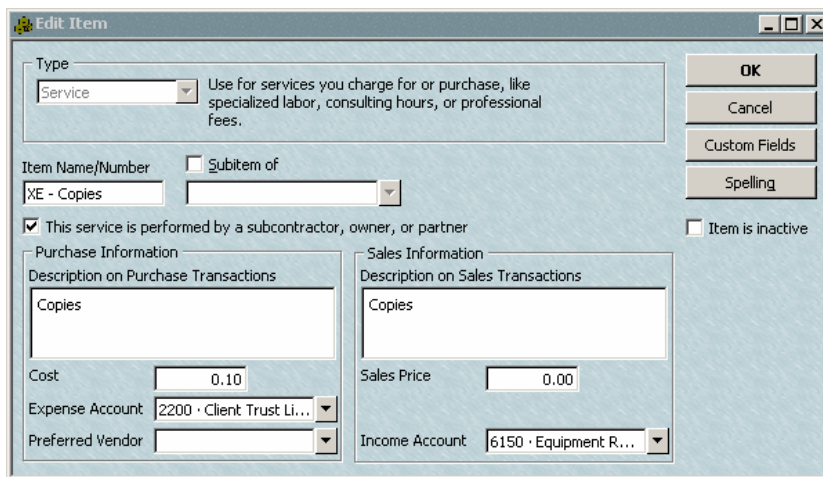 Edit Item
Type
Service
Use for services you charge for or purchase, like
specialized labor, consulting hours, or professional
fees.
OK
Cancel
Custom Fields
Spelling
Item Name/Number
Subitem of
XE - Copies
This service is performed by a subcontractor, owner, or partner
Item is inactive
Purchase Information
Description on Purchase Transactions
Copies
Cost
0.10
Expense Account
2200 · Client Trust Li...
Preferred Vendor
Sales Information
Description on Sales Transactions
Copies
Sales Price
0.00
Income Account
6150 · Equipment R...